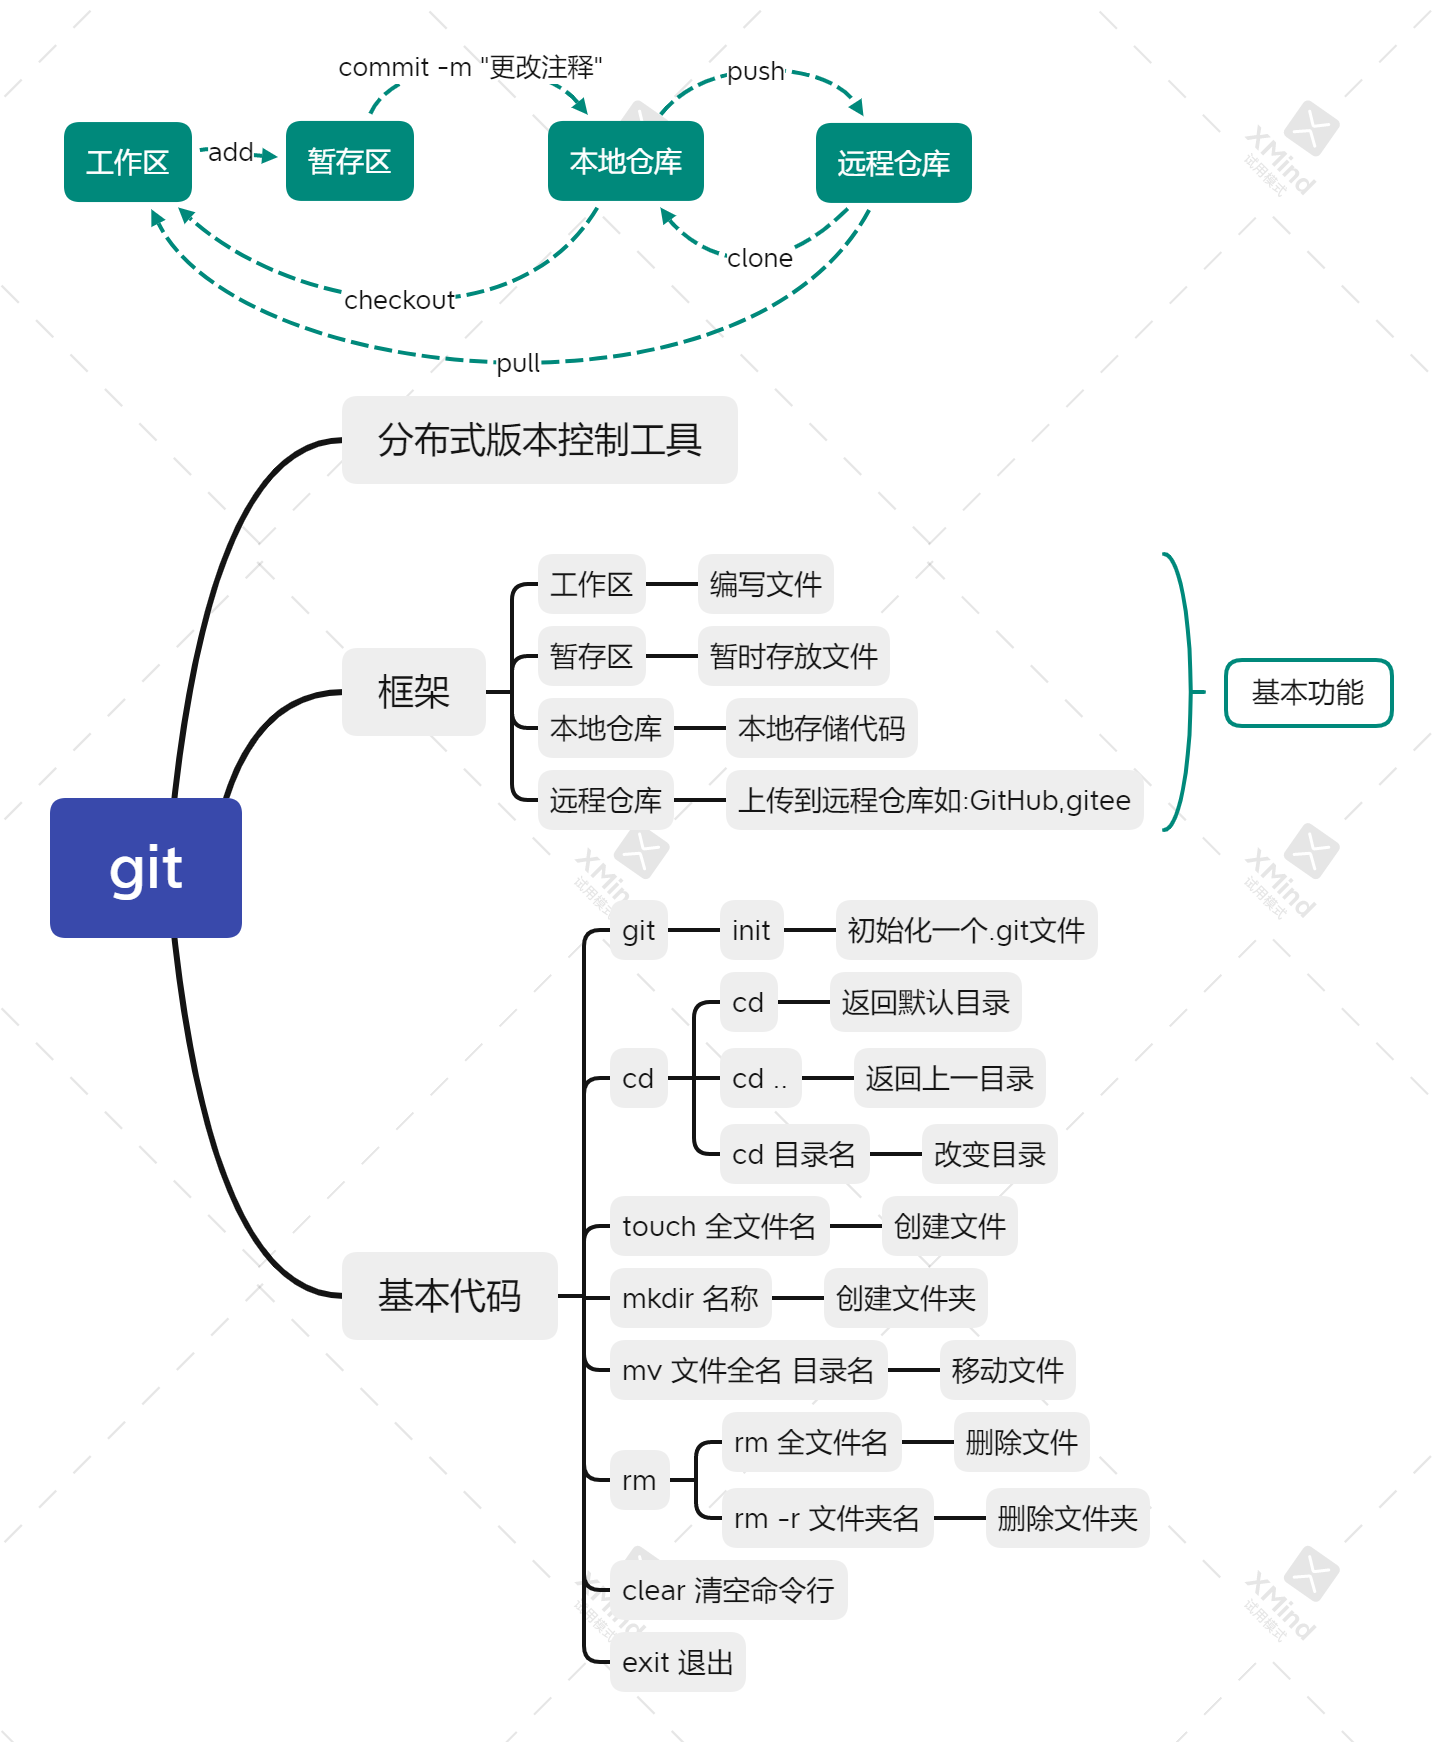 commit -m "更改注释"
push
工作区
add
暂存区
本地仓库
远程仓库
clone
checkout
pull
分布式版本控制工具
框架
工作区
编写文件
暂存区
暂时存放文件
本地仓库
本地存储代码
远程仓库
上传到远程仓库如:GitHub,gitee
基本功能
git
git
init
初始化一个.git文件
cd
cd
返回默认目录
cd ..
返回上一目录
cd 目录名
改变目录
基本代码
touch 全文件名
创建文件
mkdir 名称
创建文件夹
mv 文件全名 目录名
移动文件
rm
rm 全文件名
删除文件
rm -r 文件夹名
删除文件夹
clear 清空命令行
exit 退出
XMind
试用模式
XMind
试用模式
XMind
试用模式
XMind
试用模式
XMind
试用模式